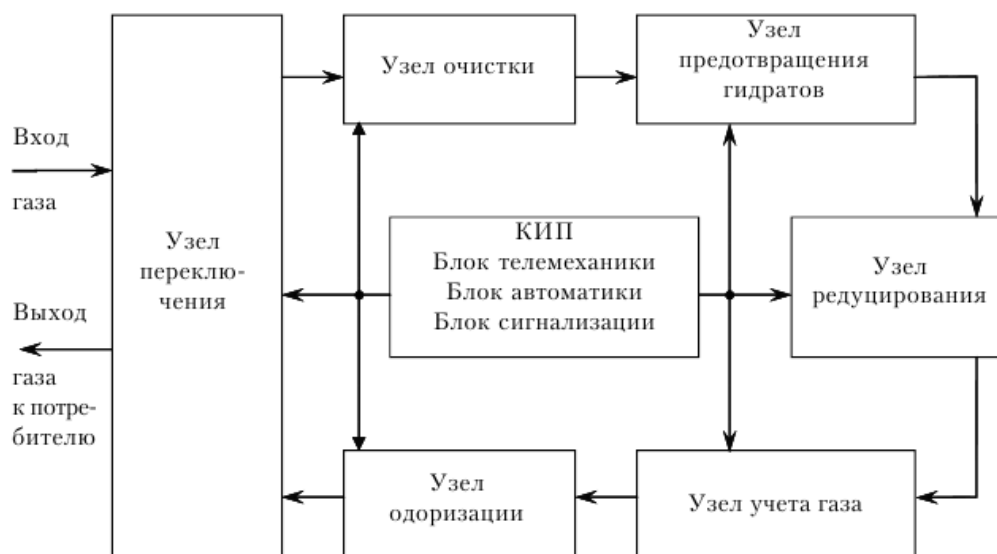 Вход
газа
Выход
газа
к потре-
бителю
Узел
переклю-
чения
Узел очистки
Узел
предотвращения
гидратов
КИП
Блок телемеханики
Блок автоматики
Блок сигнализации
Узел
редуцирования
Узел
одоризации
Узел учета газа